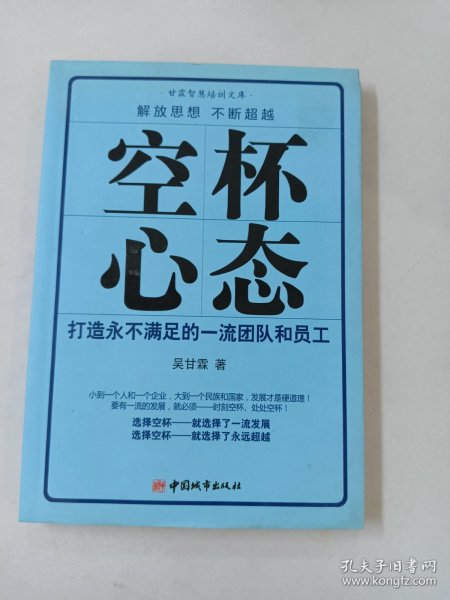 ·甘霖智慧培训文库·
解放思想 不断超越
空杯
心态
打造永不满足的一流团队和员工
吴甘霖 著
小到一个人和一个企业，大到一个民族和国家，发展才是硬道理！
要有一流的发展，就必须——时刻空杯、处处空杯！
选择空杯——就选择了一流发展
选择空杯——就选择了永远超越
中国城市出版社
孔夫子旧书网
www.kongfz.com